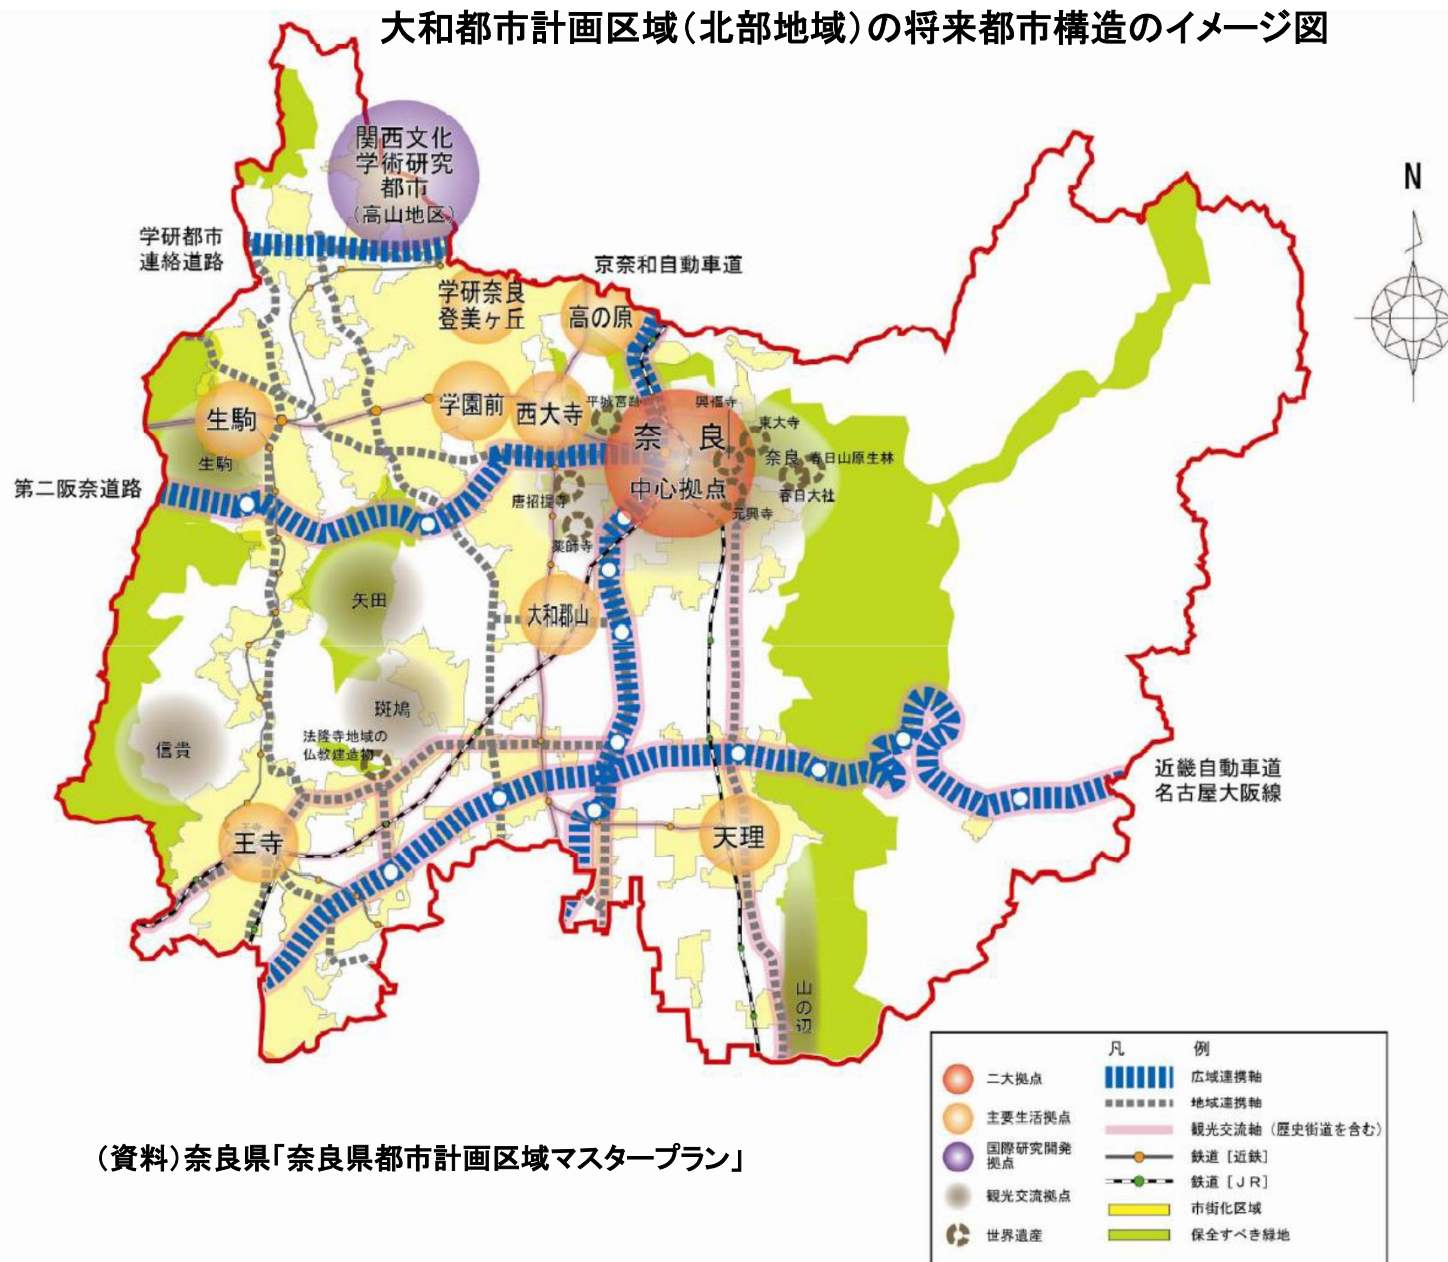 大和都市計画区域（北部地域）の将来都市構造のイメージ図
関西文化
学術研究
都市
（高山地区）
N
学研都市
連絡道路
京奈和自動車道
学研奈良
登美ヶ丘
高の原
生駒
学園前
西大寺
平城宮跡
興福寺
東大寺
奈良
中心拠点
奈良
春日山原生林
春日大社
元興寺
生駒
第二阪奈道路
唐招提寺
薬師寺
矢田
大和郡山
斑鳩
信貴
法隆寺地域の
仏教建造物
近畿自動車道
名古屋大阪線
王寺
天理
山の辺
凡例
二大拠点
主要生活拠点
国際研究開発
拠点
観光交流拠点
世界遺産
広域連携軸
地域連携軸
観光交流軸（歴史街道を含む）
鉄道［近鉄］
鉄道［ＪＲ］
市街化区域
保全すべき緑地
（資料）奈良県「奈良県都市計画区域マスタープラン」